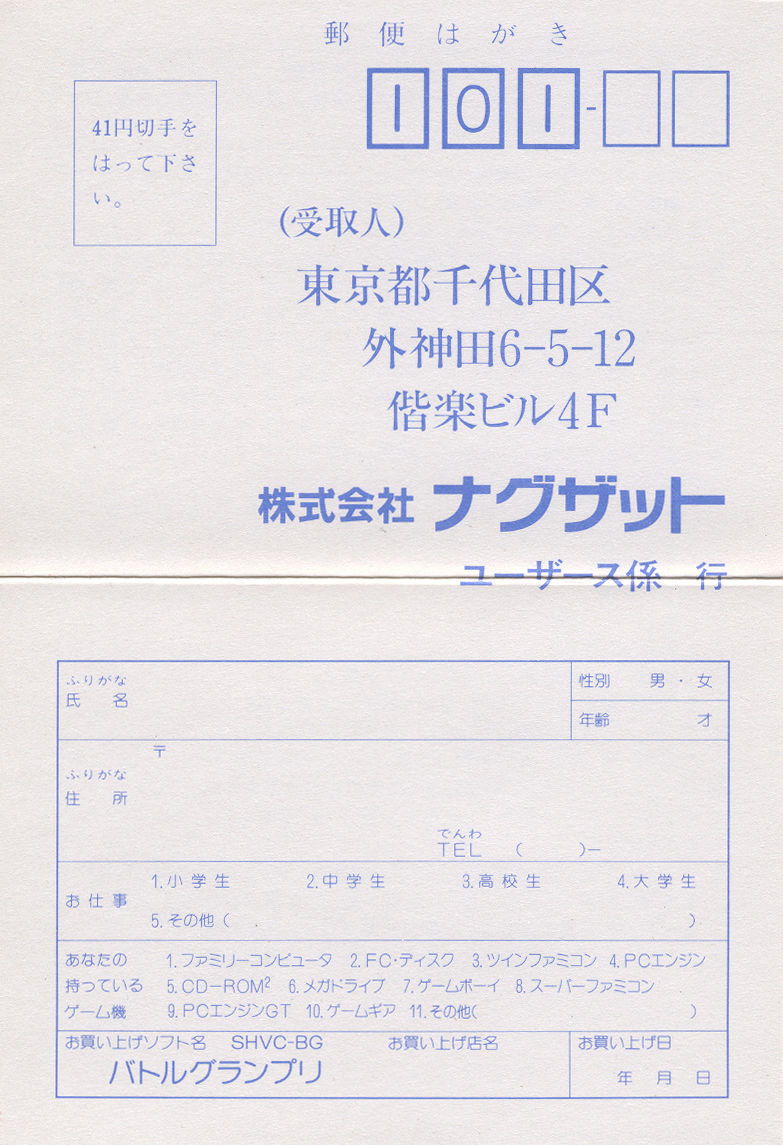 郵便はがき
101-
41円切手を
はって下さ
い。
(受取人)
東京都千代田区
外神田6-5-12
偕楽ビル4F
株式会社 ナグザット
ユーザース係 行
ふりがな
氏 名
性別 男・女
年齢 才
〒
ふりがな
住 所
でんわ
TEL ( )-
お仕事
1.小学生 2.中学生 3.高校生 4.大学生
5.その他( )
あなたの
持っている
ゲーム機
1.ファミリーコンピュータ 2.FC・ディスク 3.ツインファミコン 4.PCエンジン
5.CD-ROM² 6.メガドライブ 7.ゲームボーイ 8.スーパーファミコン
9.PCエンジンGT 10.ゲームギア 11.その他( )
お買い上げソフト名 SHVC-BG
バトルグランプリ
お買い上げ店名
お買い上げ日
年 月 日